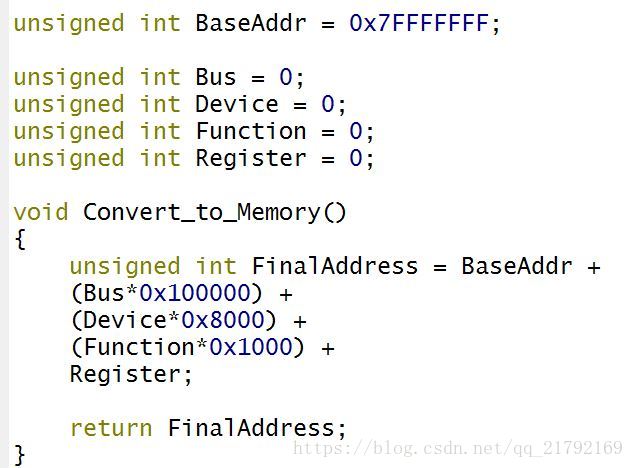 unsigned int BaseAddr = 0x7FFFFFFF;
unsigned int Bus = 0;
unsigned int Device = 0;
unsigned int Function = 0;
unsigned int Register = 0;
void Convert_to_Memory()
{
unsigned int FinalAddress = BaseAddr +
(Bus*0x100000) +
(Device*0x8000) +
(Function*0x1000) +
Register;
return FinalAddress;
https://blog.csdn.net/qq_21792169
}